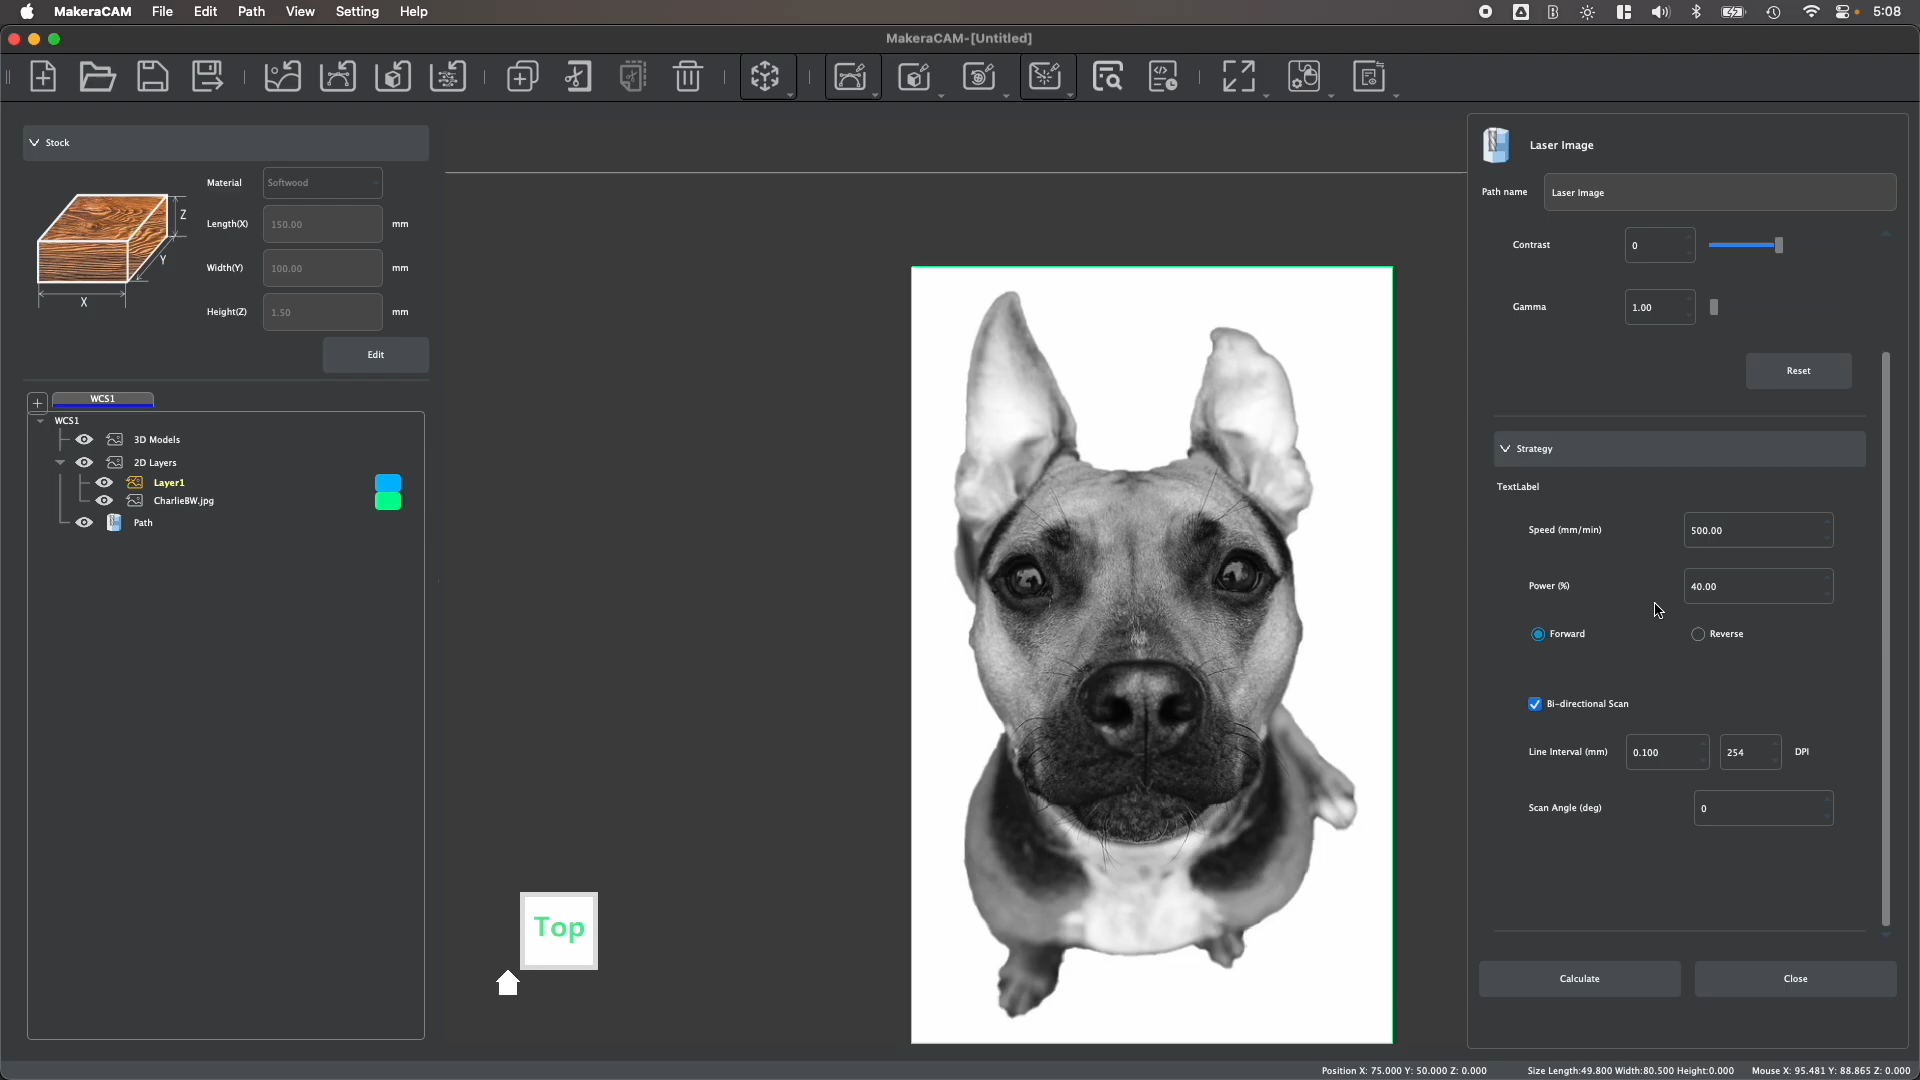 MakeraCAM File Edit Path View Setting Help 5:08
MakeraCAM-[Untitled]
Stock
Material Softwood
Length(X) 150.00 mm
Width(Y) 100.00 mm
Height(Z) 1.50 mm
Z
Y
X
Edit
+ WCS1
WCS1
3D Models
2D Layers
Layer1
CharlieBW.jpg
Path
Top
Laser Image
Path name Laser Image
Contrast 0
Gamma 1.00
Reset
Strategy
TextLabel
Speed (mm/min) 500.00
Power (%) 40.00
Forward Reverse
Bi-directional Scan
Line Interval (mm) 0.100 254 DPI
Scan Angle (deg) 0
Calculate Close
Position X: 75.000 Y: 50.000 Z: 0.000 Size Length:49.800 Width:80.500 Height:0.000 Mouse X: 95.481 Y: 88.865 Z: 0.000